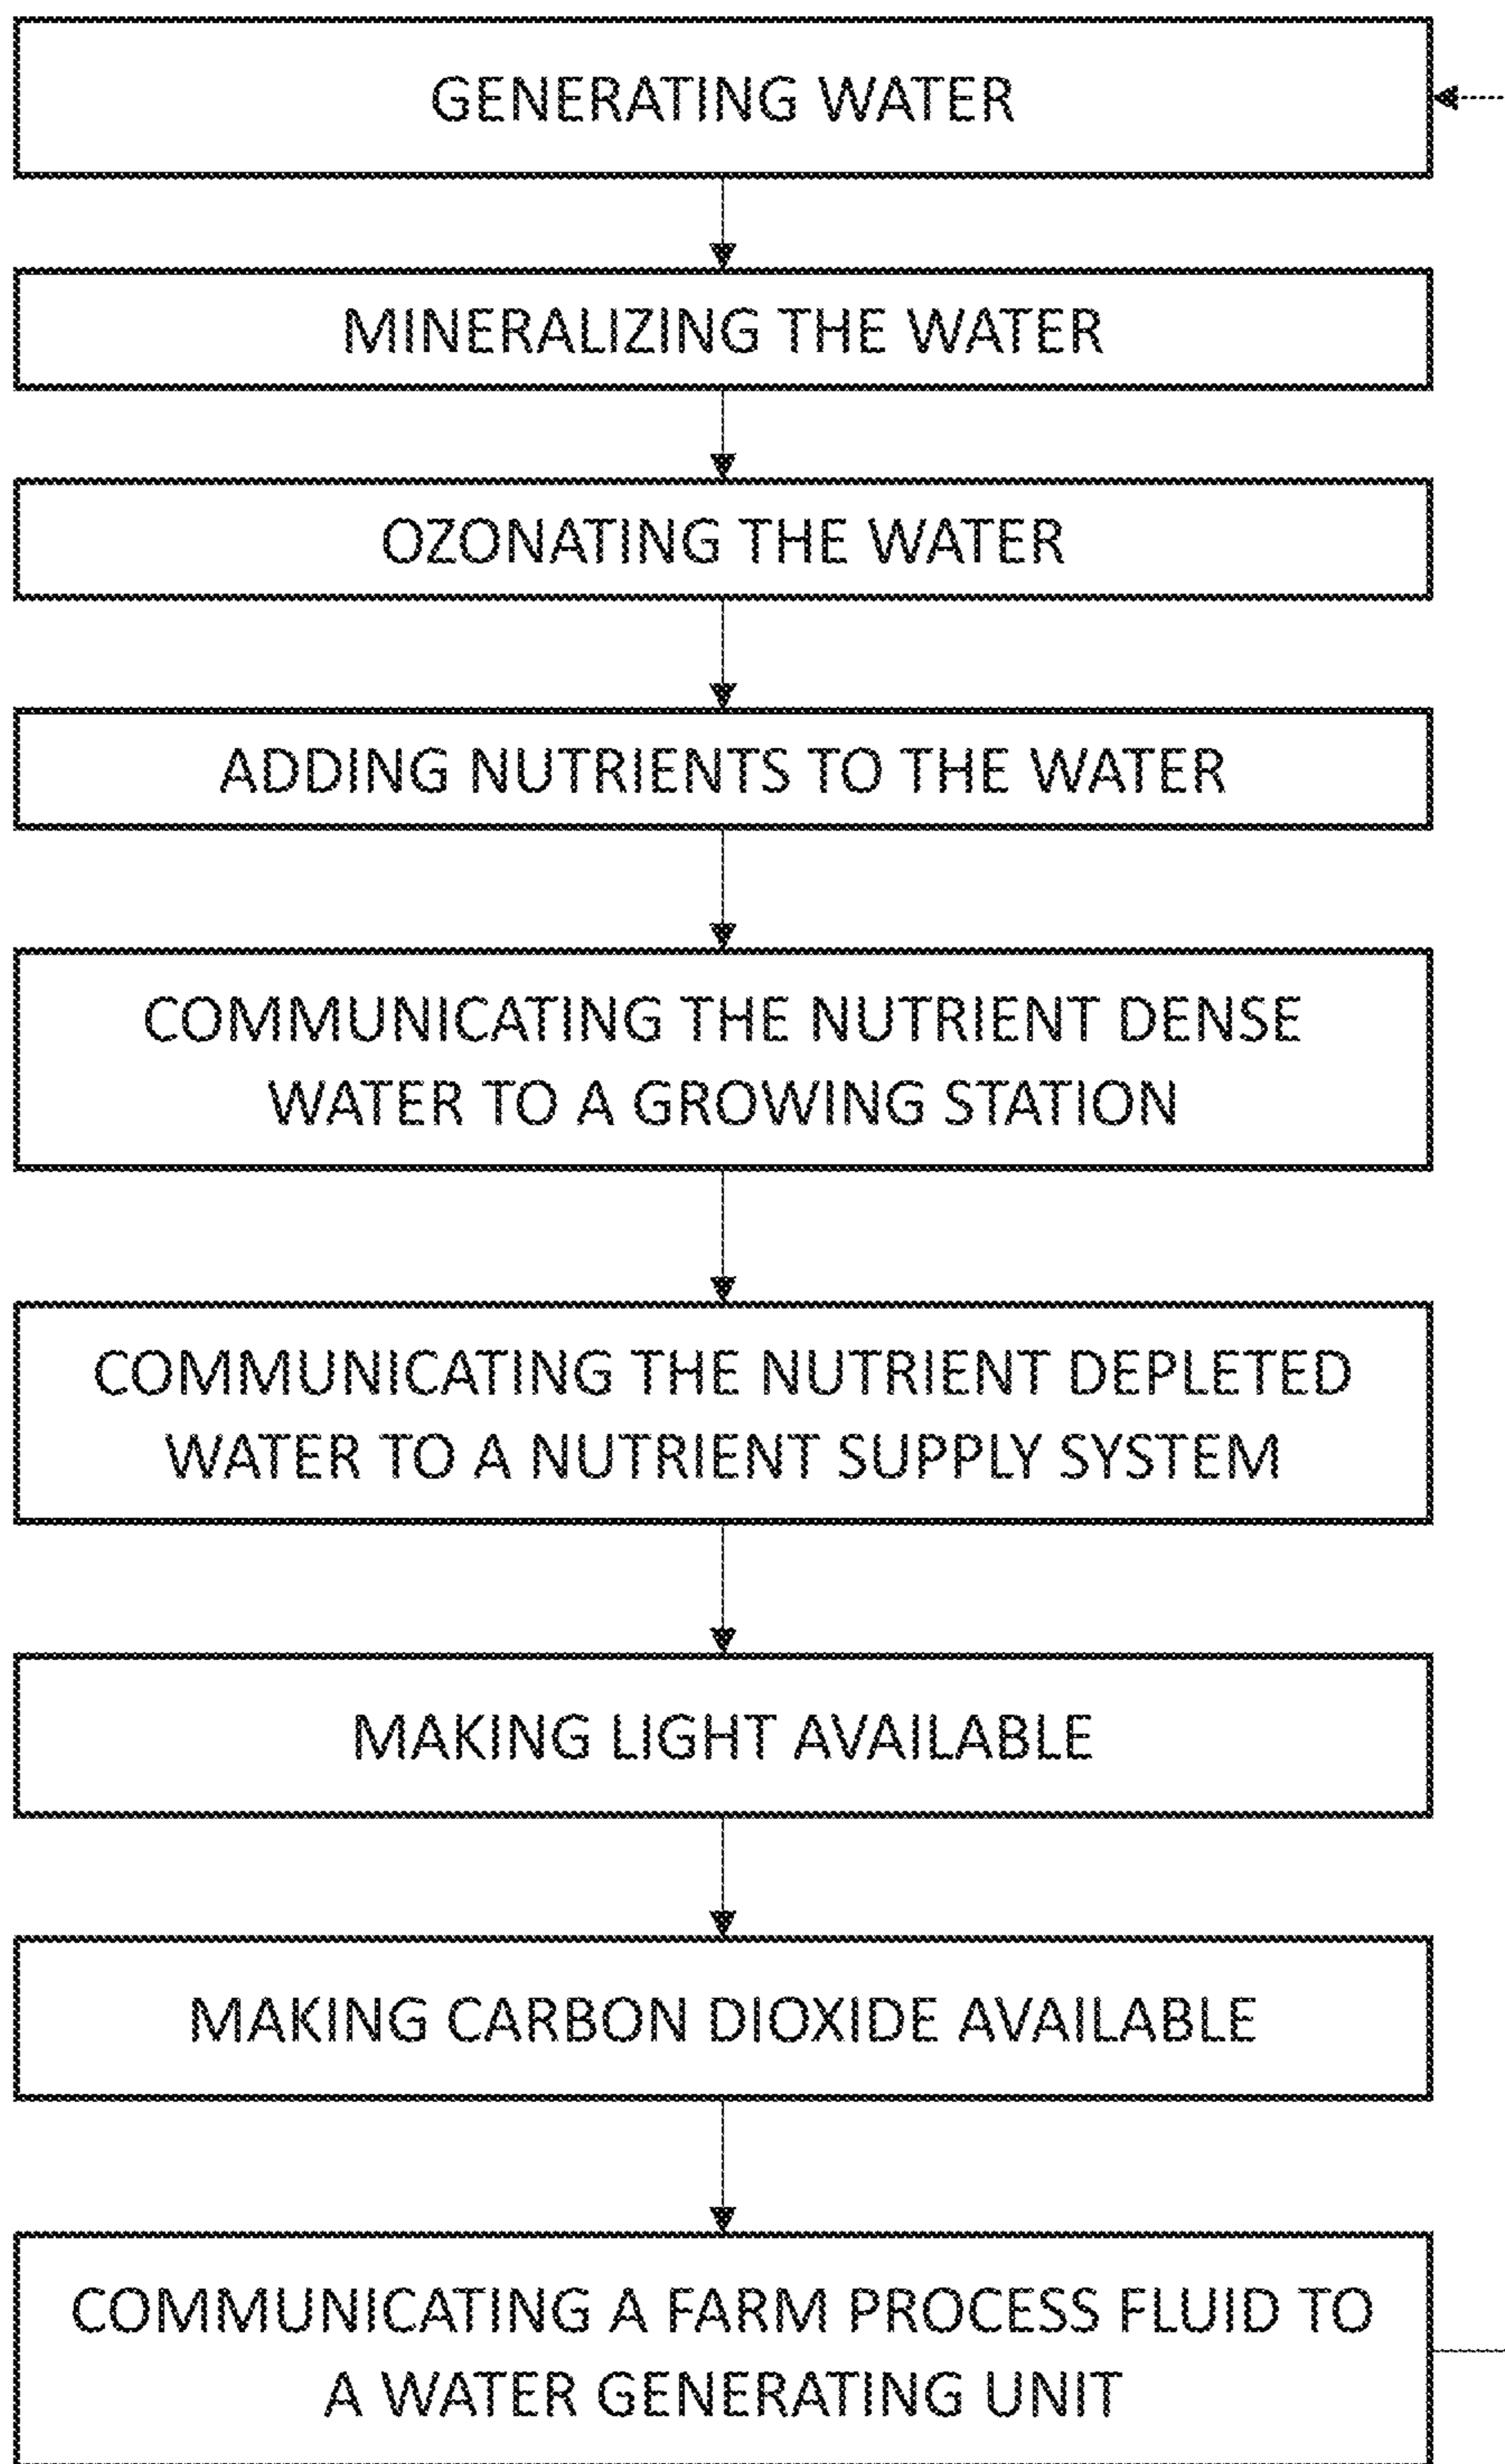 GENERATING WATER
MINERALIZING THE WATER
OZONATING THE WATER
ADDING NUTRIENTS TO THE WATER
COMMUNICATING THE NUTRIENT DENSE
WATER TO A GROWING STATION
COMMUNICATING THE NUTRIENT DEPLETED
WATER TO A NUTRIENT SUPPLY SYSTEM
MAKING LIGHT AVAILABLE
MAKING CARBON DIOXIDE AVAILABLE
COMMUNICATING A FARM PROCESS FLUID TO
A WATER GENERATING UNIT